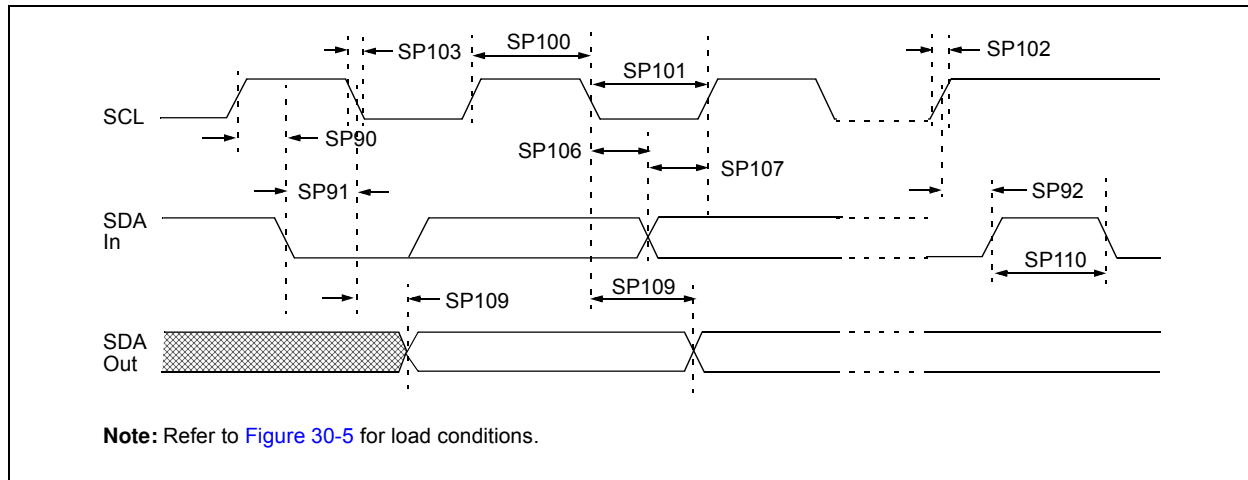 SP103
SP100
SP102
SP101
SCL
SP90
SP106
SP107
SP91
SP92
SDA
In
SP110
SP109
SP109
SDA
Out
Note: Refer to Figure 30-5 for load conditions.